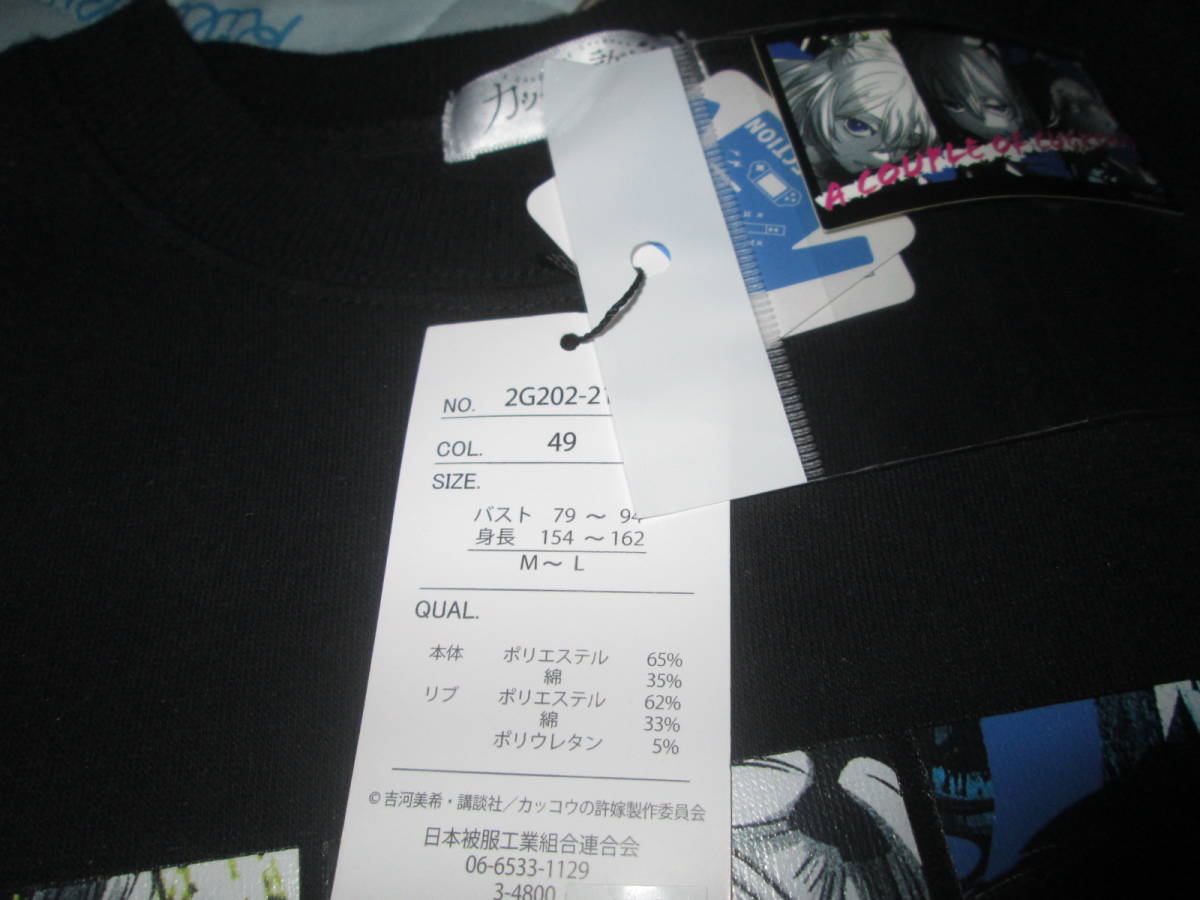 A COUPLE OF
NO. 2G202-21
COL. 49
SIZE.
バスト 79 ～ 94
身長 154 ～162
M～ L
QUAL.
本体 ポリエステル 65%
綿 35%
リブ ポリエステル 62%
綿 33%
ポリウレタン 5%
© 吉河美希・講談社／カッコウの許嫁製作委員会
日本被服工業組合連合会
06-6533-1129
3-4800